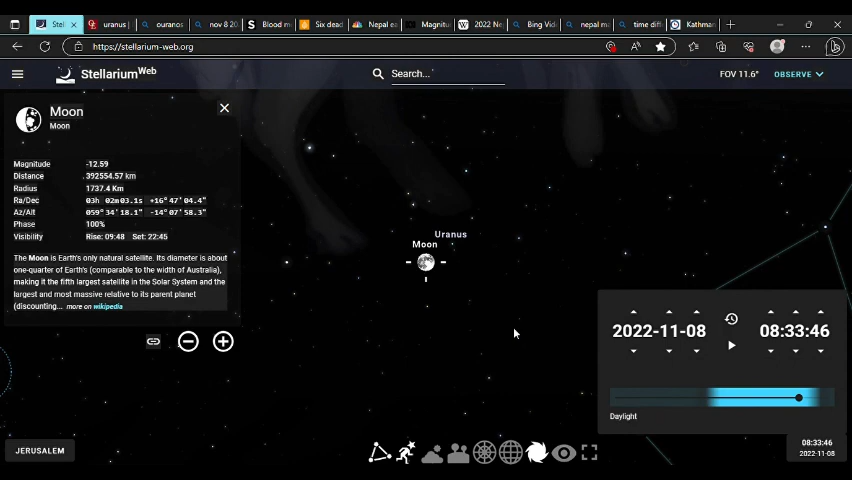 Stell
uranus |
ouranos
nov 8 20
Blood m
Six dead
Nepal ea
Magnitu
2022 Ne
Bing Vid
nepal ma
time diff
Kathman
https://stellarium-web.org
StellariumWeb
Search...
FOV 11.6°
OBSERVE
Moon
Moon
Magnitude -12.59
Distance 392554.57 km
Radius 1737.4 Km
Ra/Dec 03h 02m 03.1s +16°47'04.4"
Az/Alt 059°34'18.1" -14°07'58.3"
Phase 100%
Visibility Rise: 09:48 Set: 22:45
The Moon is Earth's only natural satellite. Its diameter is about
one-quarter of Earth's (comparable to the width of Australia),
making it the fifth largest satellite in the Solar System and the
largest and most massive relative to its parent planet
(discounting... more on wikipedia
Uranus
Moon
2022-11-08 08:33:46
Daylight
JERUSALEM
08:33:46
2022-11-08